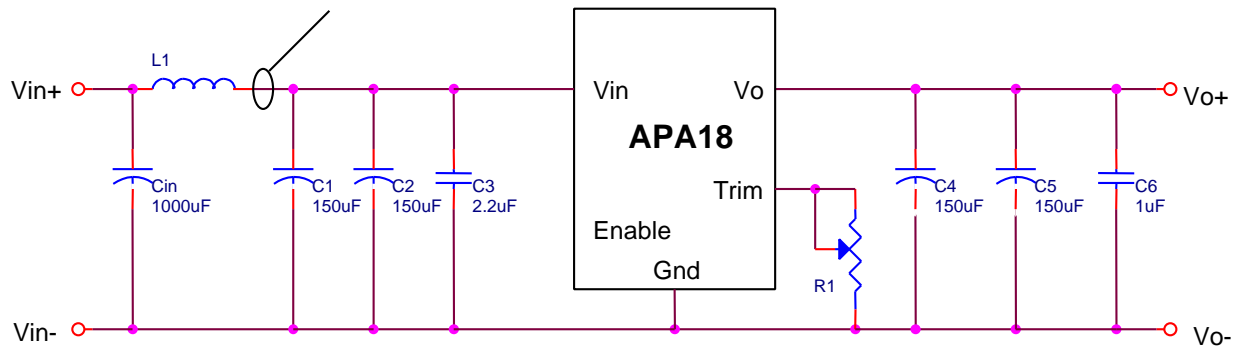 L1
Vin+
Vin
Vo
Vo+
APA18
Cin
1000uF
C1
150uF
C2
150uF
C3
2.2uF
Trim
C4
150uF
C5
150uF
C6
1uF
Enable
Gnd
R1
Vin-
Vo-